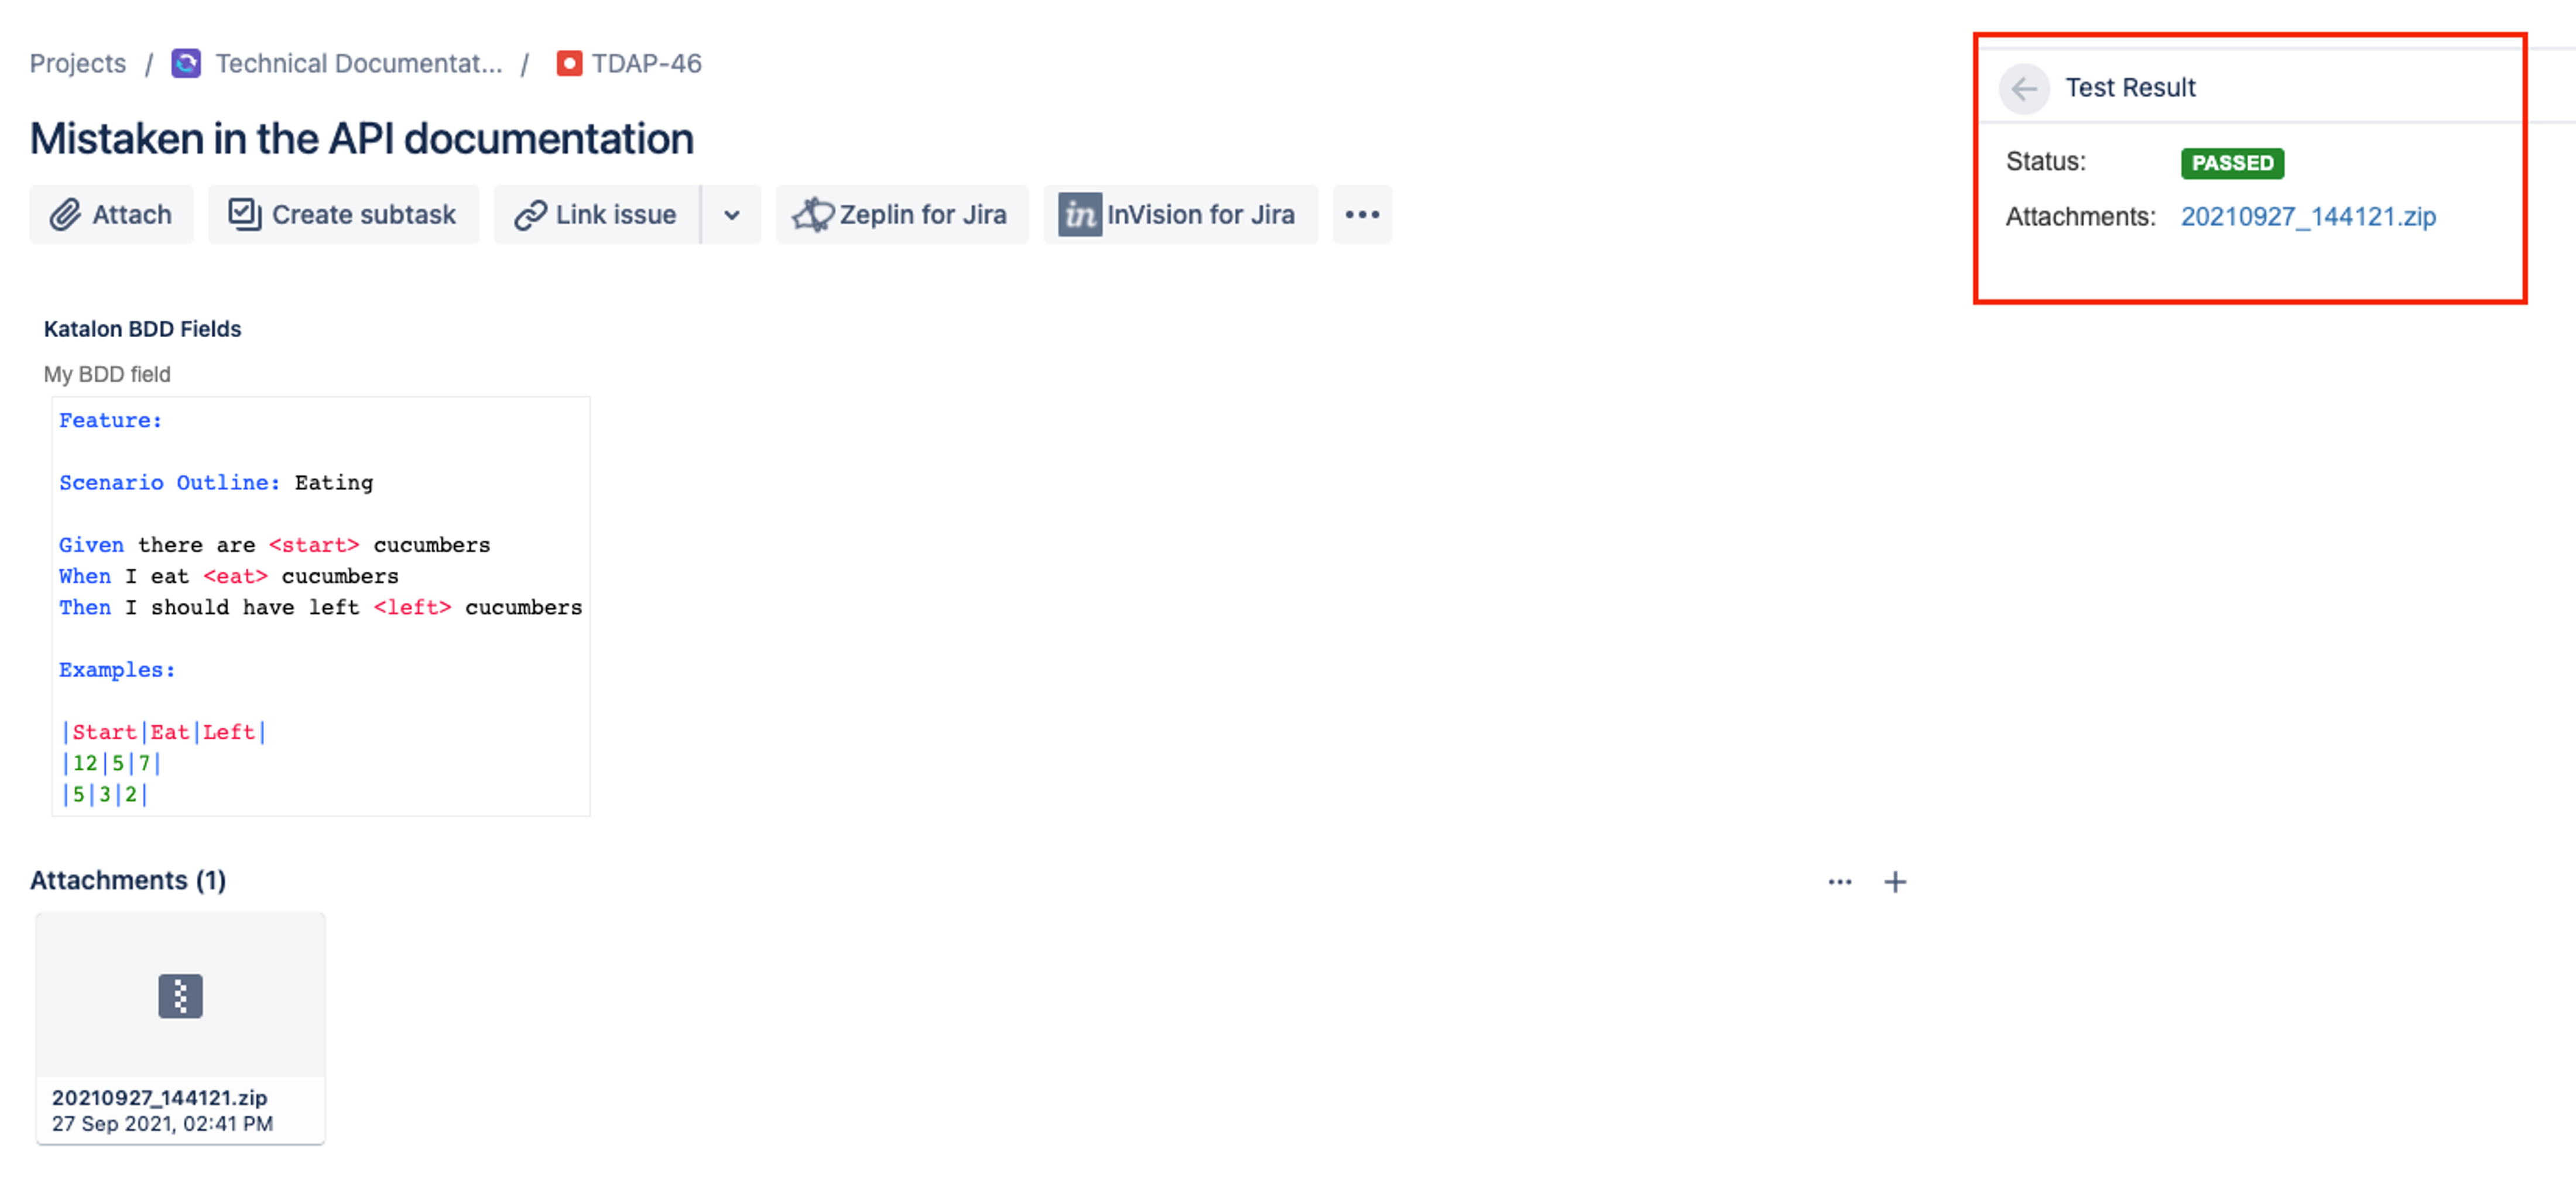 Projects / Technical Documentat... / TDAP-46
Mistaken in the API documentation
Attach Create subtask Link issue Zeplin for Jira in InVision for Jira
Katalon BDD Fields
My BDD field
Feature:
Scenario Outline: Eating
Given there are <start> cucumbers
When I eat <eat> cucumbers
Then I should have left <left> cucumbers
Examples:
|Start|Eat|Left|
|12|5|7|
|5|3|2|
Attachments (1)
20210927_144121.zip
27 Sep 2021, 02:41 PM
Test Result
Status: PASSED
Attachments: 20210927_144121.zip